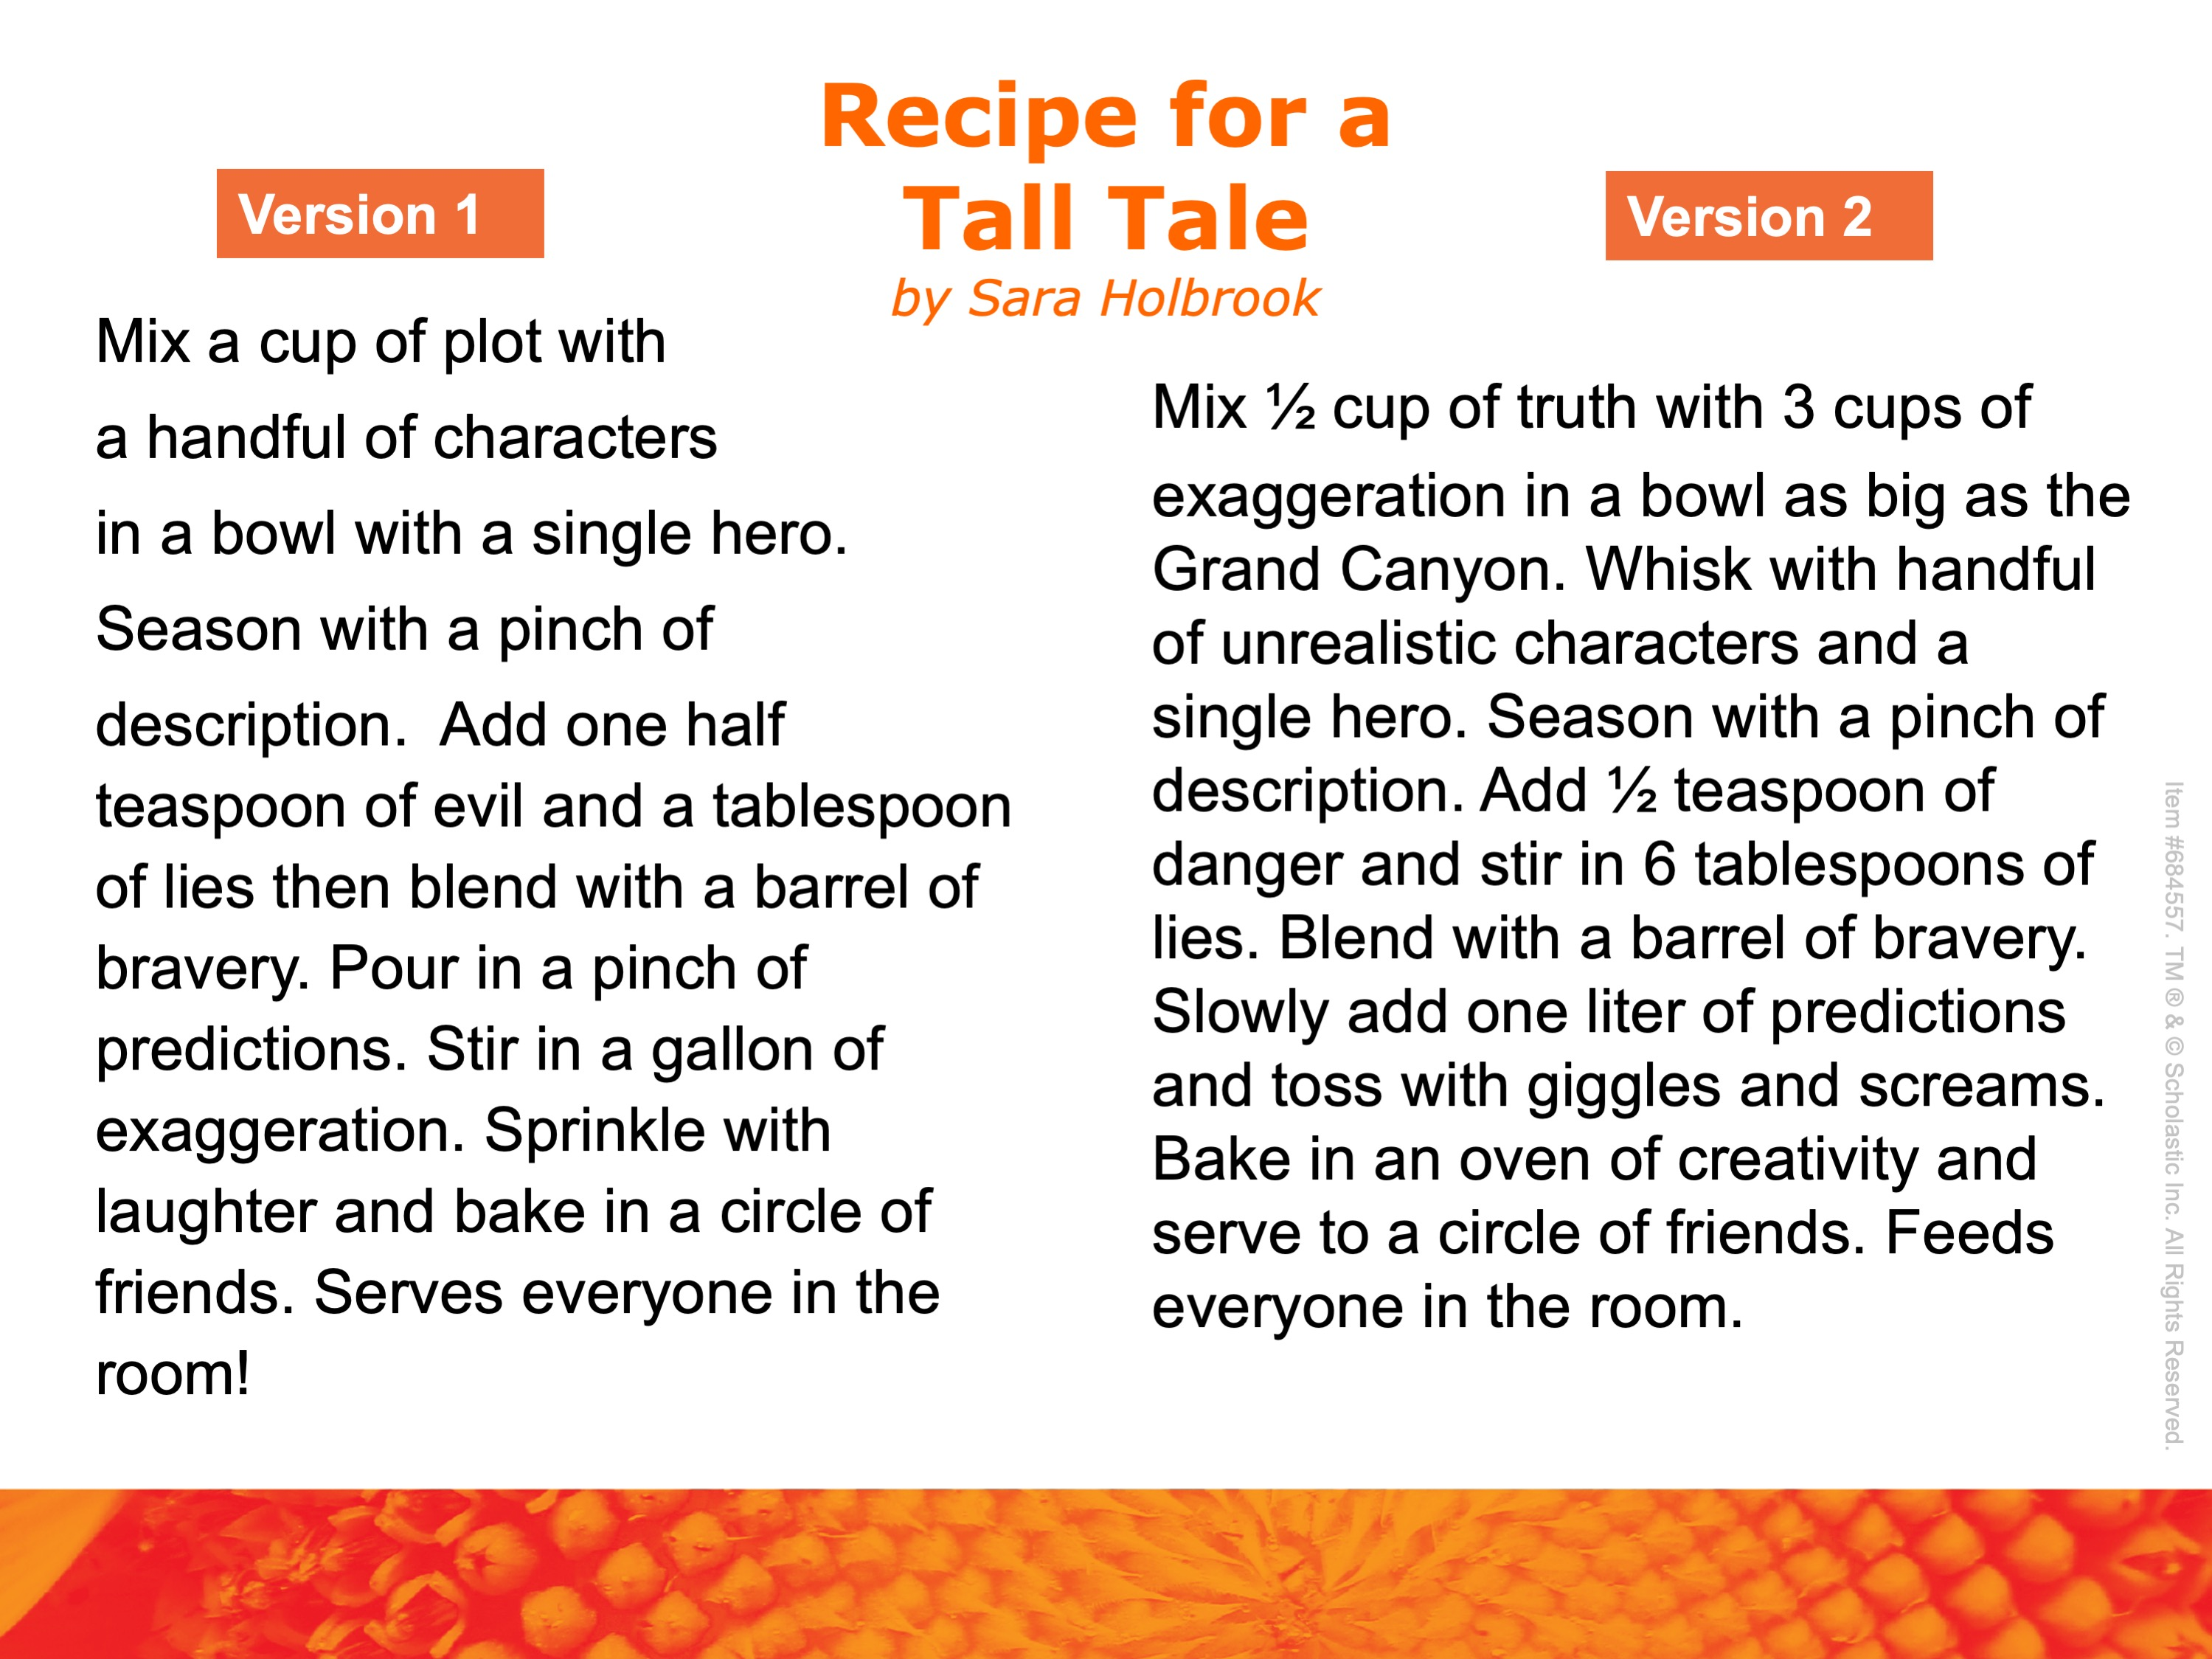 Recipe for a
Tall Tale
by Sara Holbrook
Version 1
Mix a cup of plot with
a handful of characters
in a bowl with a single hero.
Season with a pinch of
description.  Add one half
teaspoon of evil and a tablespoon
of lies then blend with a barrel of
bravery. Pour in a pinch of
predictions. Stir in a gallon of
exaggeration. Sprinkle with
laughter and bake in a circle of
friends. Serves everyone in the
room!
Version 2
Mix ½ cup of truth with 3 cups of
exaggeration in a bowl as big as the
Grand Canyon. Whisk with handful
of unrealistic characters and a
single hero. Season with a pinch of
description. Add ½ teaspoon of
danger and stir in 6 tablespoons of
lies. Blend with a barrel of bravery.
Slowly add one liter of predictions
and toss with giggles and screams.
Bake in an oven of creativity and
serve to a circle of friends. Feeds
everyone in the room.
Item #684557. TM ® & © Scholastic Inc. All Rights Reserved.